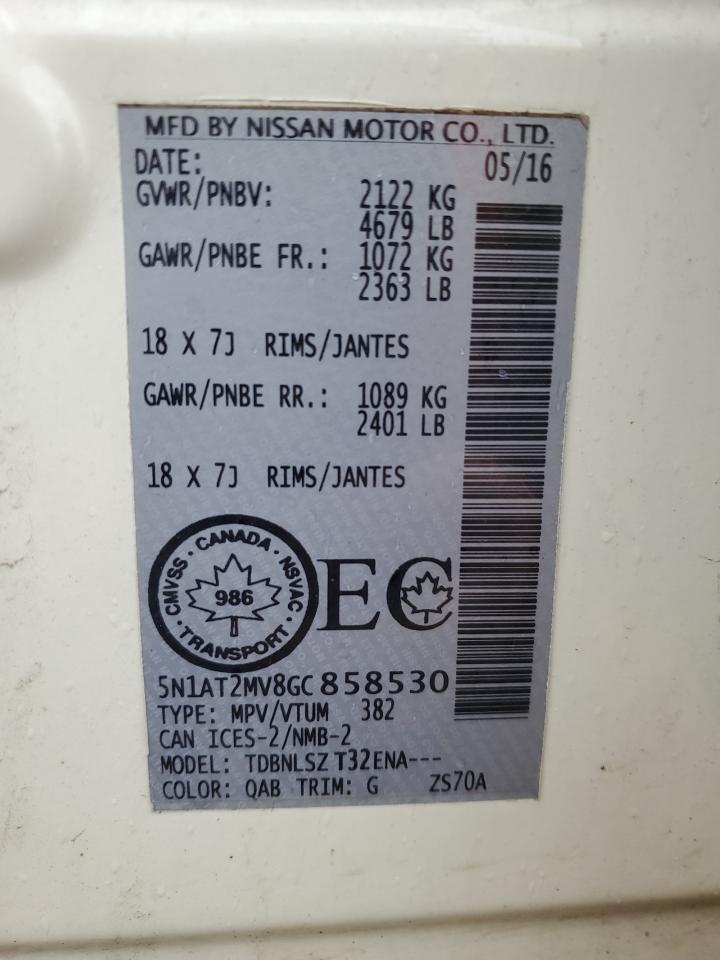 MFD BY NISSAN MOTOR CO., LTD.
DATE: 05/16
GVWR/PNBV: 2122 KG
4679 LB
GAWR/PNBE FR.: 1072 KG
2363 LB
18 X 7J RIMS/JANTES
GAWR/PNBE RR.: 1089 KG
2401 LB
18 X 7J RIMS/JANTES
CMVSS · CANADA · NSVAC · TRANSPORT ·
986
EC
5N1AT2MV8GC858530
TYPE: MPV/VTUM 382
CAN ICES-2/NMB-2
MODEL: TDBNLSZ T32ENA---
COLOR: QAB TRIM: G ZS70A